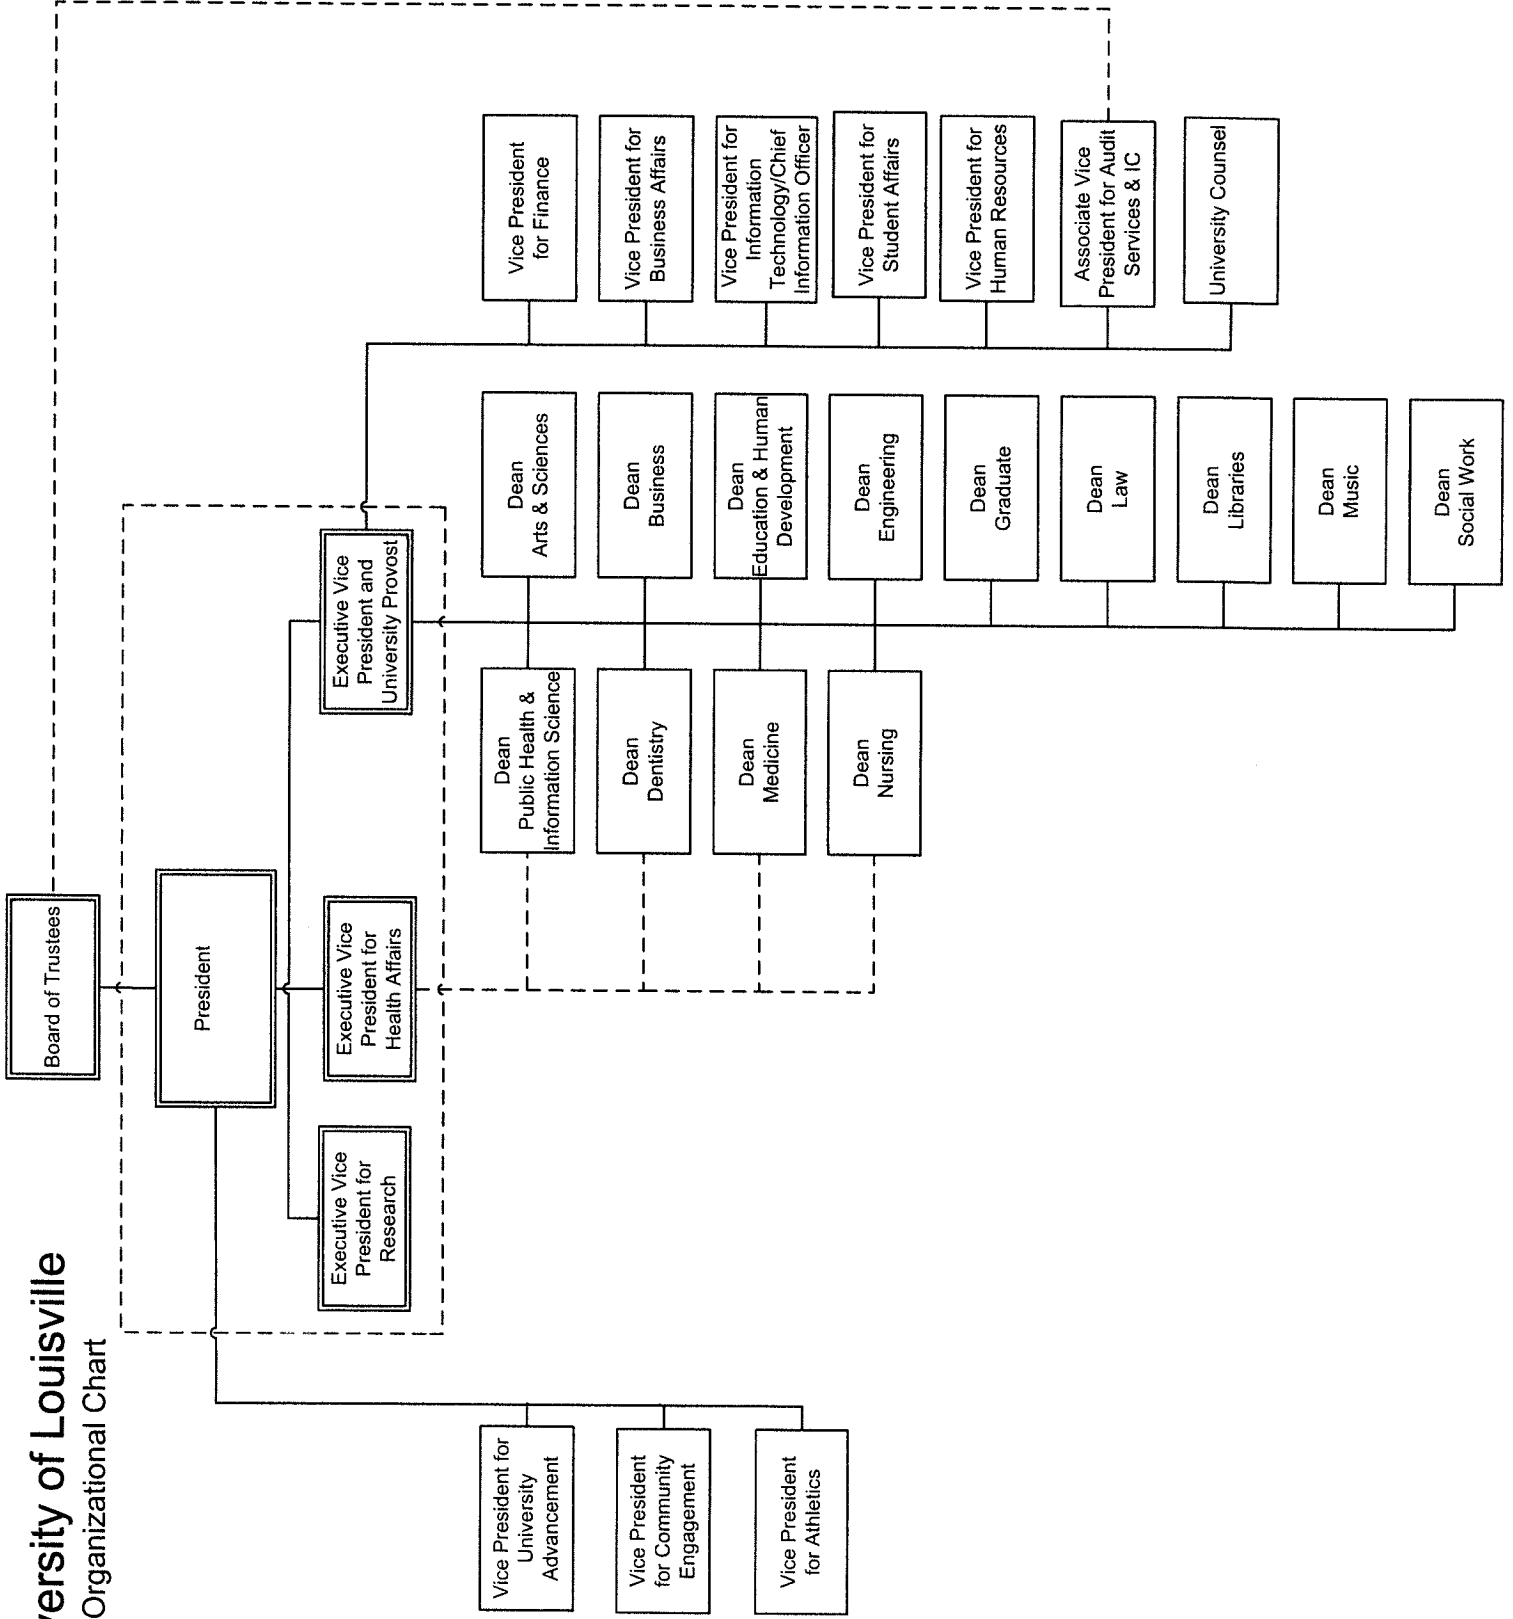 versity of Louisville
Organizational Chart
Board of Trustees
President
Executive Vice
President for
Research
Executive Vice
President for
Health Affairs
Executive Vice
President and
University Provost
Vice President for
University
Advancement
Vice President
for Community
Engagement
Vice President
for Athletics
Dean
Public Health &
Information Science
Dean
Dentistry
Dean
Medicine
Dean
Nursing
Dean
Arts & Sciences
Dean
Business
Dean
Education & Human
Development
Dean
Engineering
Dean
Graduate
Dean
Law
Dean
Libraries
Dean
Music
Dean
Social Work
Vice President
for Finance
Vice President for
Business Affairs
Vice President for
Information
Technology/Chief
Information Officer
Vice President for
Student Affairs
Vice President for
Human Resources
Associate Vice
President for Audit
Services & IC
University Counsel